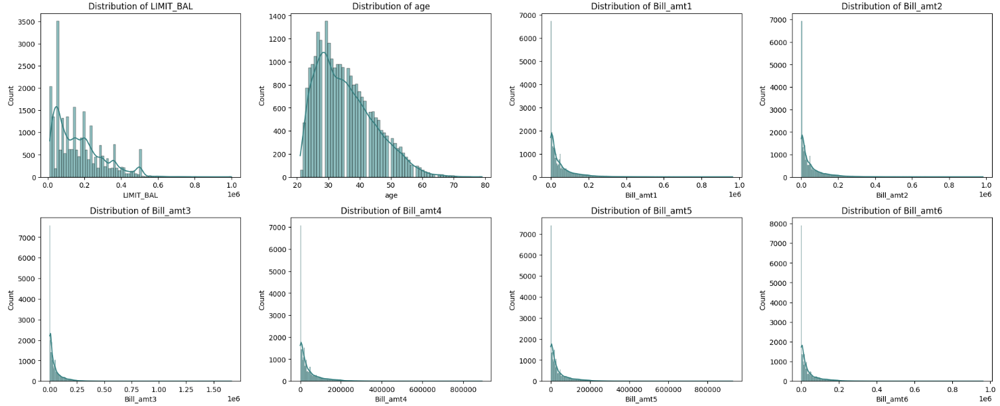 Distribution of LIMIT_BAL
3500
3000
2500
2000
1500
1000
500
0
Count
0.0 0.2 0.4 0.6 0.8 1.0
1e6
LIMIT_BAL
Distribution of age
1400
1200
1000
800
600
400
200
0
Count
20 30 40 50 60 70 80
age
Distribution of Bill_amt1
7000
6000
5000
4000
3000
2000
1000
0
Count
0.0 0.2 0.4 0.6 0.8 1.0
1e6
Bill_amt1
Distribution of Bill_amt2
7000
6000
5000
4000
3000
2000
1000
0
Count
0.0 0.2 0.4 0.6 0.8 1.0
1e6
Bill_amt2
Distribution of Bill_amt3
7000
6000
5000
4000
3000
2000
1000
0
Count
0.00 0.25 0.50 0.75 1.00 1.25 1.50
1e6
Bill_amt3
Distribution of Bill_amt4
7000
6000
5000
4000
3000
2000
1000
0
Count
0 200000 400000 600000 800000
Bill_amt4
Distribution of Bill_amt5
7000
6000
5000
4000
3000
2000
1000
0
Count
0 200000 400000 600000 800000
Bill_amt5
Distribution of Bill_amt6
8000
7000
6000
5000
4000
3000
2000
1000
0
Count
0.0 0.2 0.4 0.6 0.8 1.0
1e6
Bill_amt6